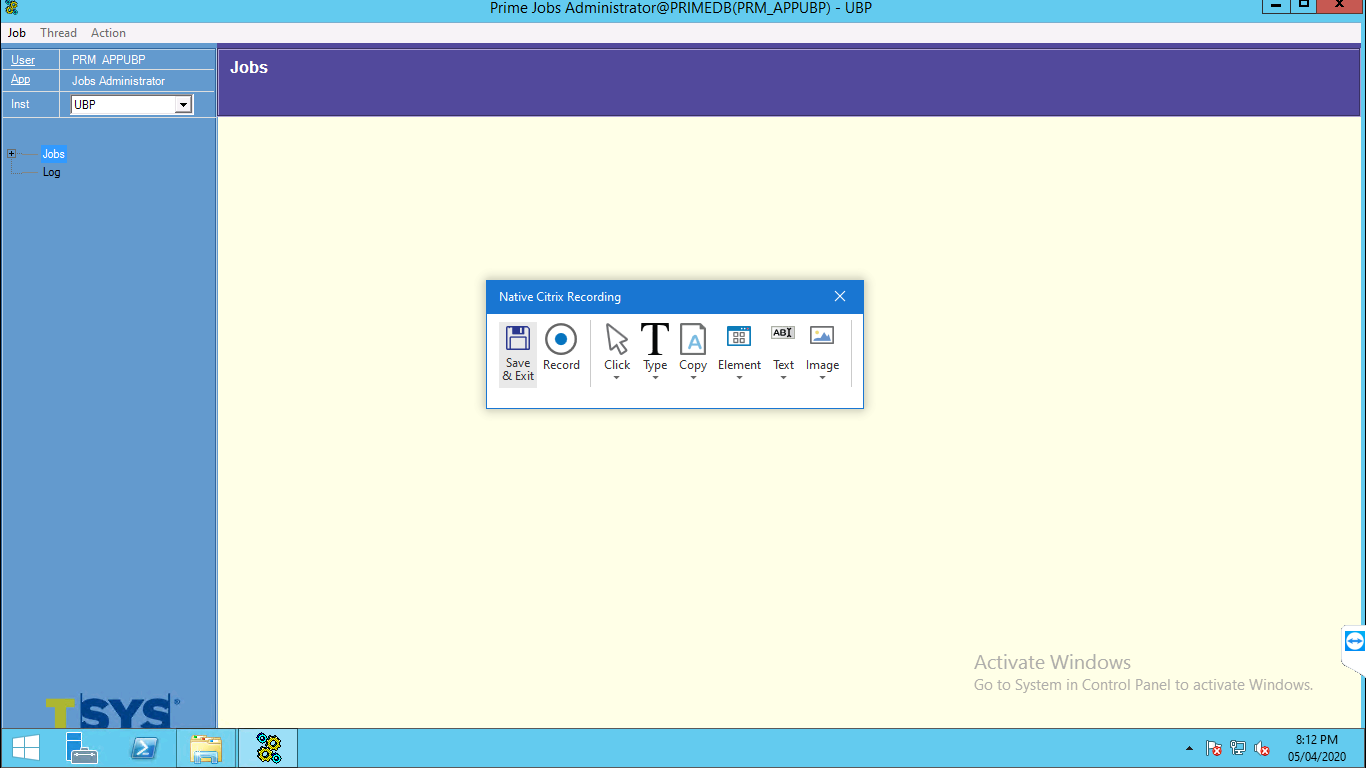 Prime Jobs Administrator@PRIMEDB(PRM_APPUBP) - UBP
Job Thread Action
User PRM APPUBP
App Jobs Administrator
Inst UBP
Jobs
Jobs
Log
Native Citrix Recording
Save & Exit
Record
Click
Type
Copy
Element
ABI
Text
Image
Activate Windows
Go to System in Control Panel to activate Windows.
TSYS®
8:12 PM
05/04/2020